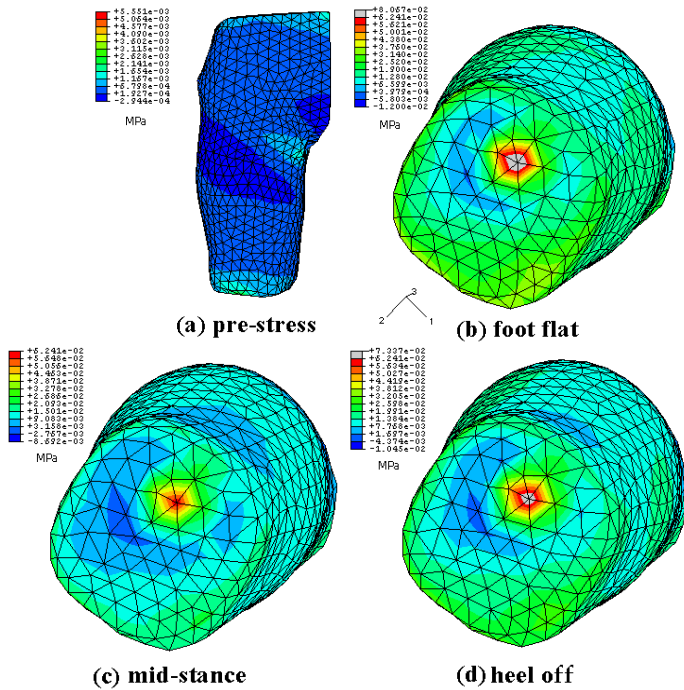 +5.551e-03
+5.064e-03
+4.577e-03
+4.090e-03
+3.602e-03
+3.115e-03
+2.628e-03
+2.141e-03
+1.654e-03
+1.167e-03
+6.798e-04
+1.927e-04
-2.944e-04
MPa
(a) pre-stress
+8.067e-02
+6.241e-02
+5.621e-02
+5.001e-02
+4.380e-02
+3.760e-02
+3.140e-02
+2.520e-02
+1.900e-02
+1.280e-02
+6.599e-03
+3.979e-04
-5.803e-03
-1.200e-02
MPa
3
2
1
(b) foot flat
+6.241e-02
+5.648e-02
+5.056e-02
+4.463e-02
+3.871e-02
+3.278e-02
+2.686e-02
+2.093e-02
+1.501e-02
+9.083e-03
+3.158e-03
-2.767e-03
-8.692e-03
MPa
(c) mid-stance
+7.337e-02
+6.241e-02
+5.634e-02
+5.027e-02
+4.419e-02
+3.812e-02
+3.205e-02
+2.598e-02
+1.991e-02
+1.384e-02
+7.768e-03
+1.697e-03
-4.374e-03
-1.045e-02
MPa
(d) heel off